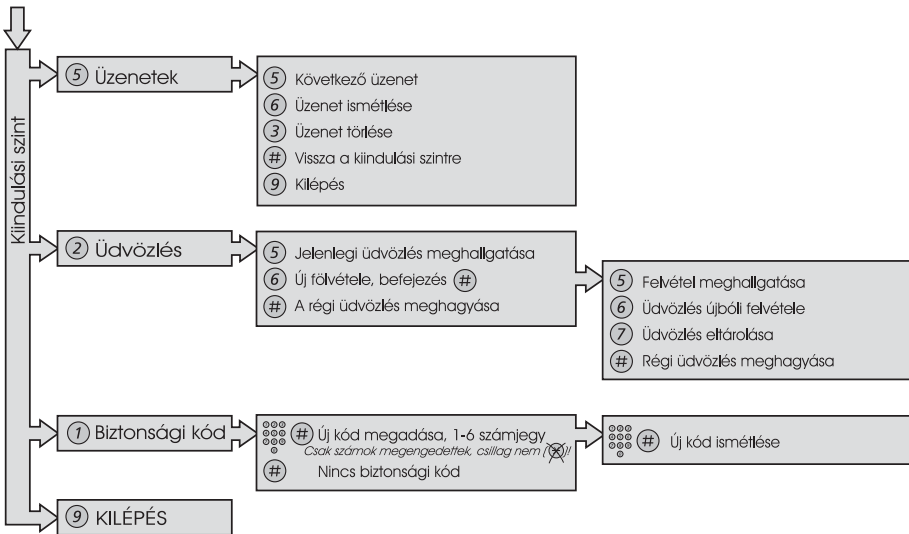 Kiindulási szint
5 Üzenetek
5 Következő üzenet
6 Üzenet ismétlése
3 Üzenet törlése
# Vissza a kiindulási szintre
9 Kilépés
2 Üdvözlés
5 Jelenlegi üdvözlés meghallgatása
6 Új fölvétele, befejezés #
# A régi üdvözlés meghagyása
5 Felvétel meghallgatása
6 Üdvözlés újbóli felvétele
7 Üdvözlés eltárolása
# Régi üdvözlés meghagyása
1 Biztonsági kód
# Új kód megadása, 1-6 számjegy
Csak számok megengedettek, csillag nem (*)!
# Nincs biztonsági kód
# Új kód ismétlése
9 KILÉPÉS